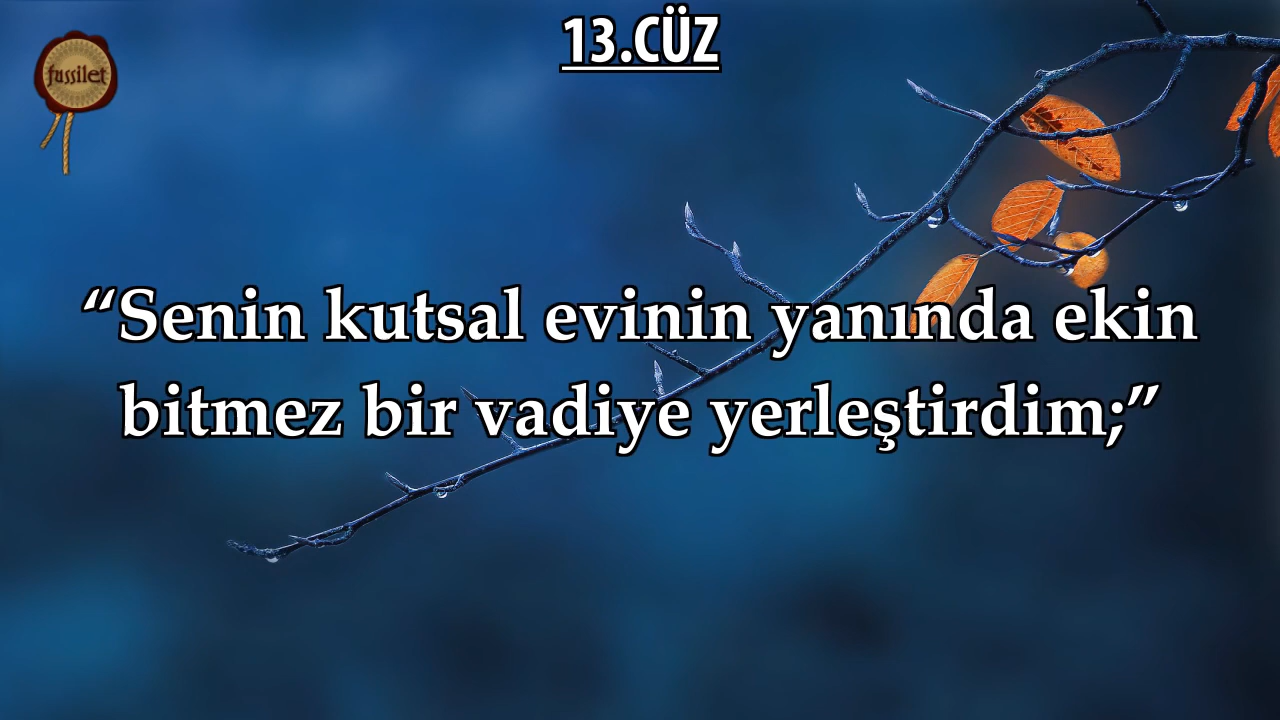 13.CÜZ
fussilet
“Senin kutsal evinin yanında ekin
bitmez bir vadiye yerleştirdim;”